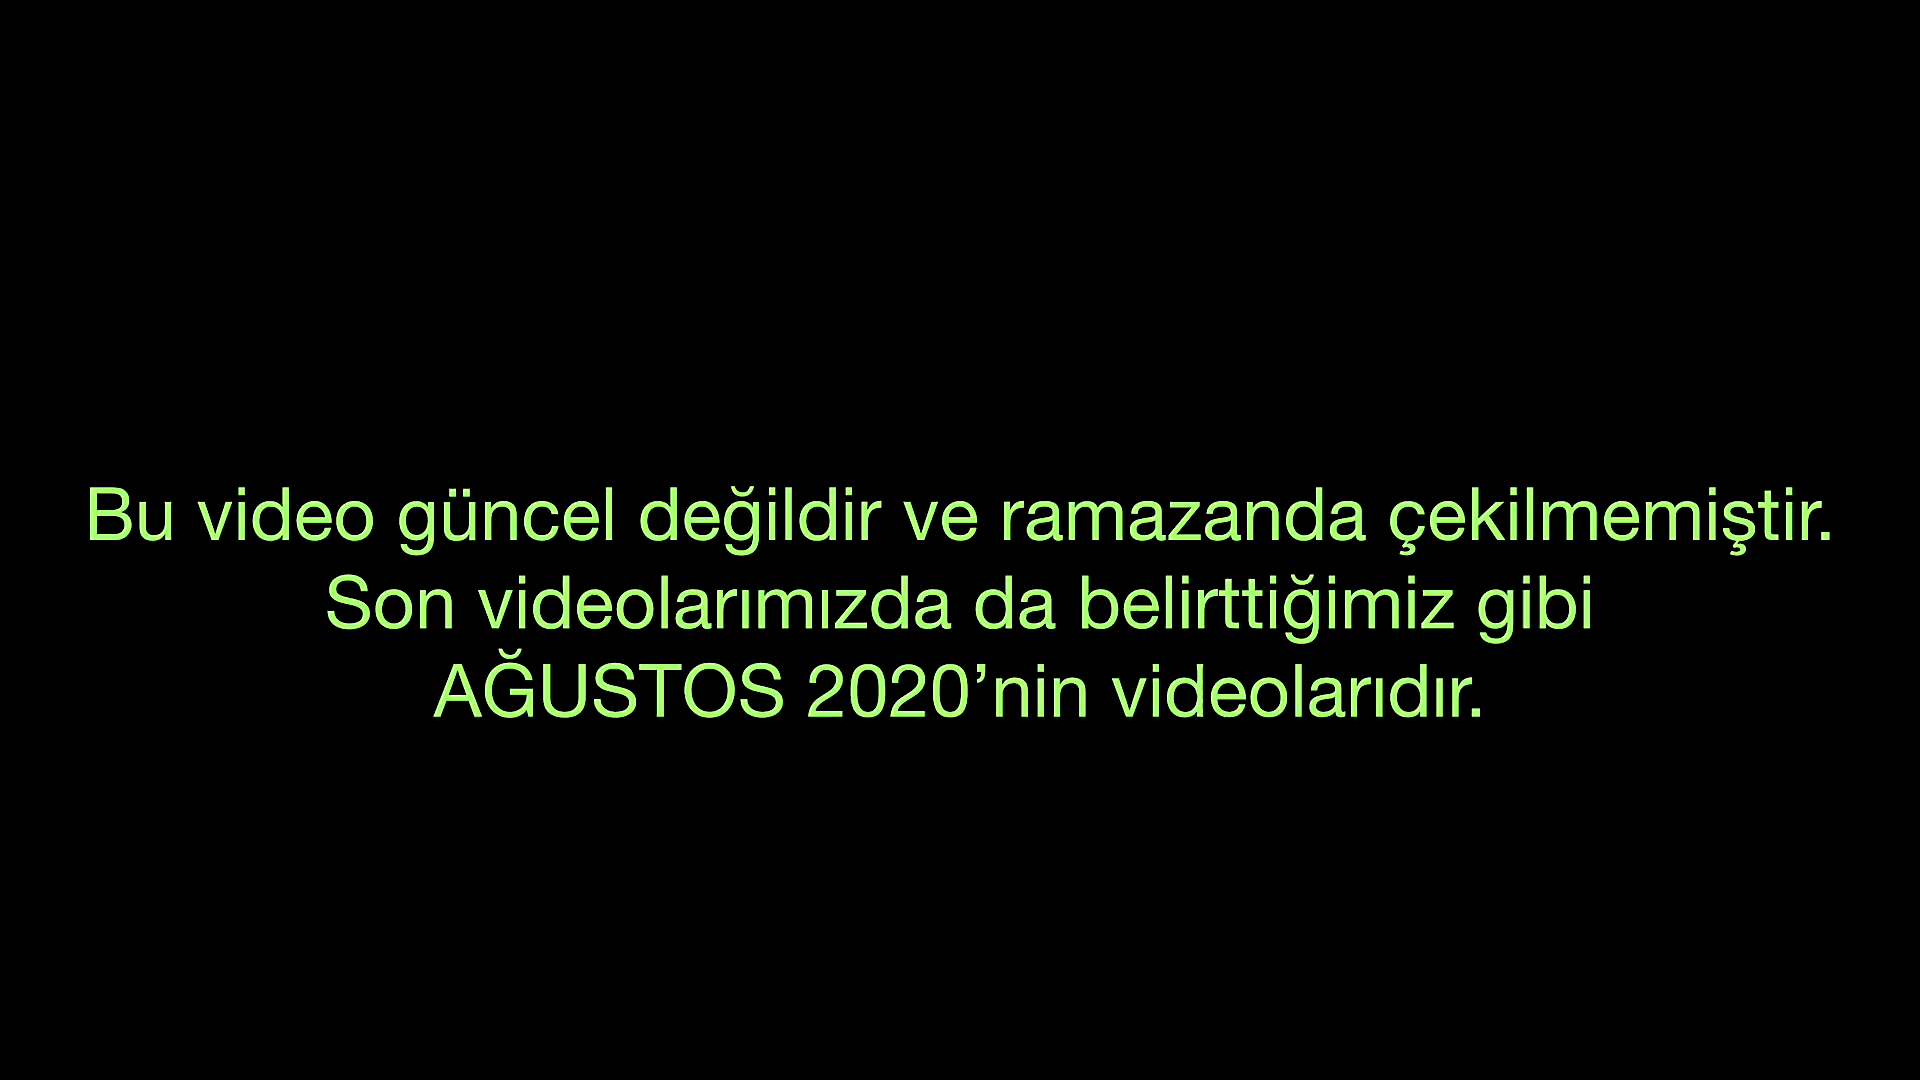 Bu video güncel değildir ve ramazanda çekilmemiştir.
Son videolarımızda da belirttiğimiz gibi
AĞUSTOS 2020’nin videolarıdır.